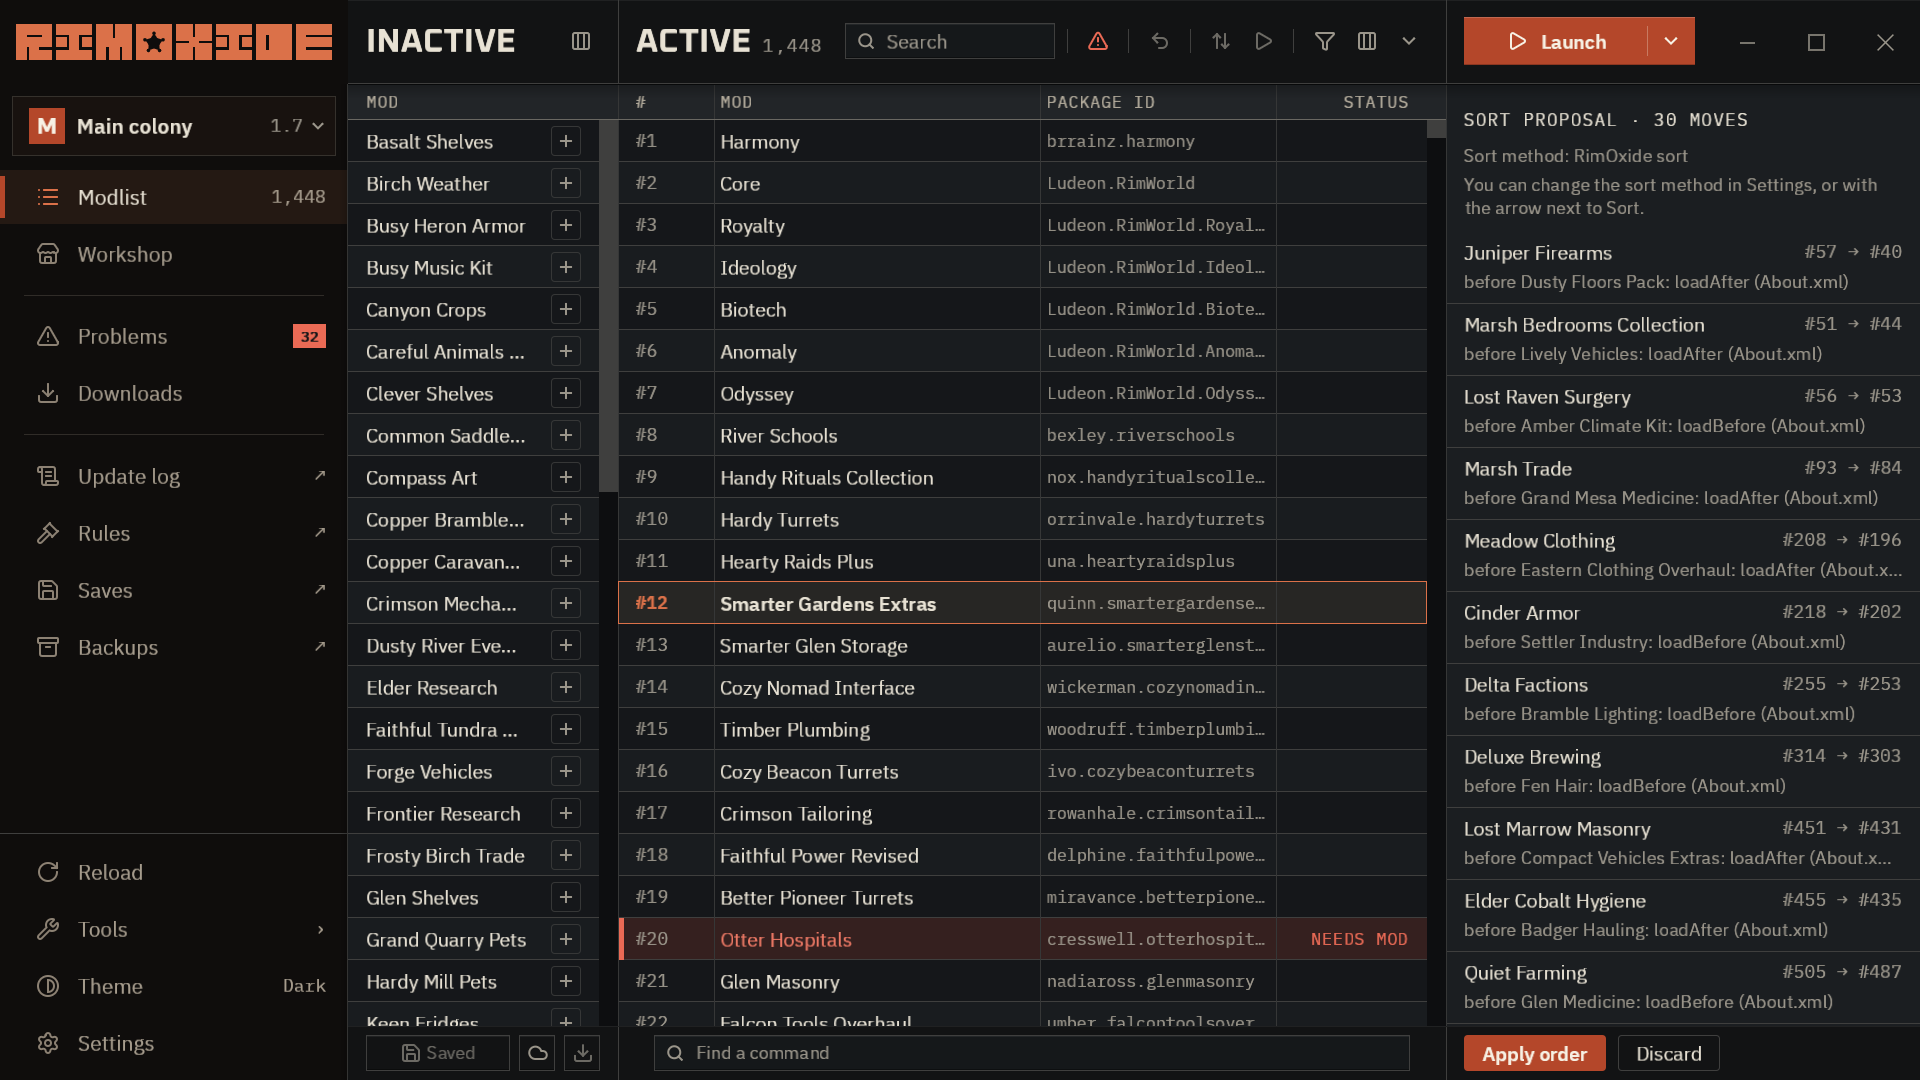 RIMOXIDE
Main colony 1.7
M
Modlist 1,448
Workshop
Problems 32
Downloads
Update log
Rules
Saves
Backups
Reload
Tools
Theme Dark
Settings
INACTIVE
MOD
Basalt Shelves
Birch Weather
Busy Heron Armor
Busy Music Kit
Canyon Crops
Careful Animals ...
Clever Shelves
Common Saddle...
Compass Art
Copper Bramble...
Copper Caravan...
Crimson Mecha...
Dusty River Eve...
Elder Research
Faithful Tundra ...
Forge Vehicles
Frontier Research
Frosty Birch Trade
Glen Shelves
Grand Quarry Pets
Hardy Mill Pets
Keen Fridges
Saved
ACTIVE 1,448
Search
# MOD PACKAGE ID STATUS
#1 Harmony brrainz.harmony
#2 Core Ludeon.RimWorld
#3 Royalty Ludeon.RimWorld.Royal…
#4 Ideology Ludeon.RimWorld.Ideol…
#5 Biotech Ludeon.RimWorld.Biote…
#6 Anomaly Ludeon.RimWorld.Anoma…
#7 Odyssey Ludeon.RimWorld.Odyss…
#8 River Schools bexley.riverschools
#9 Handy Rituals Collection nox.handyritualscolle…
#10 Hardy Turrets orrinvale.hardyturrets
#11 Hearty Raids Plus una.heartyraidsplus
#12 Smarter Gardens Extras quinn.smartergardense…
#13 Smarter Glen Storage aurelio.smarterglenst…
#14 Cozy Nomad Interface wickerman.cozynomadin…
#15 Timber Plumbing woodruff.timberplumbi…
#16 Cozy Beacon Turrets ivo.cozybeaconturrets
#17 Crimson Tailoring rowanhale.crimsontail…
#18 Faithful Power Revised delphine.faithfulpowe…
#19 Better Pioneer Turrets miravance.betterpione…
#20 Otter Hospitals cresswell.otterhospit… NEEDS MOD
#21 Glen Masonry nadiaross.glenmasonry
#22 Falcon Tools Overhaul umber.falcontoolsover…
Find a command
Launch
SORT PROPOSAL · 30 MOVES
Sort method: RimOxide sort
You can change the sort method in Settings, or with
the arrow next to Sort.
Juniper Firearms #57 → #40
before Dusty Floors Pack: loadAfter (About.xml)
Marsh Bedrooms Collection #51 → #44
before Lively Vehicles: loadAfter (About.xml)
Lost Raven Surgery #56 → #53
before Amber Climate Kit: loadBefore (About.xml)
Marsh Trade #93 → #84
before Grand Mesa Medicine: loadAfter (About.xml)
Meadow Clothing #208 → #196
before Eastern Clothing Overhaul: loadAfter (About.x...
Cinder Armor #218 → #202
before Settler Industry: loadBefore (About.xml)
Delta Factions #255 → #253
before Bramble Lighting: loadBefore (About.xml)
Deluxe Brewing #314 → #303
before Fen Hair: loadBefore (About.xml)
Lost Marrow Masonry #451 → #431
before Compact Vehicles Extras: loadAfter (About.x...
Elder Cobalt Hygiene #455 → #435
before Badger Hauling: loadAfter (About.xml)
Quiet Farming #505 → #487
before Glen Medicine: loadBefore (About.xml)
Apply order
Discard